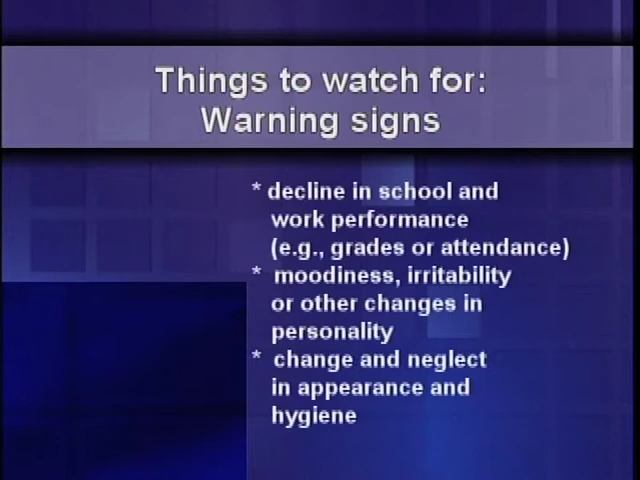 Things to watch for:
Warning signs
* decline in school and
work performance
(e.g., grades or attendance)
* moodiness, irritability
or other changes in
personality
* change and neglect
in appearance and
hygiene